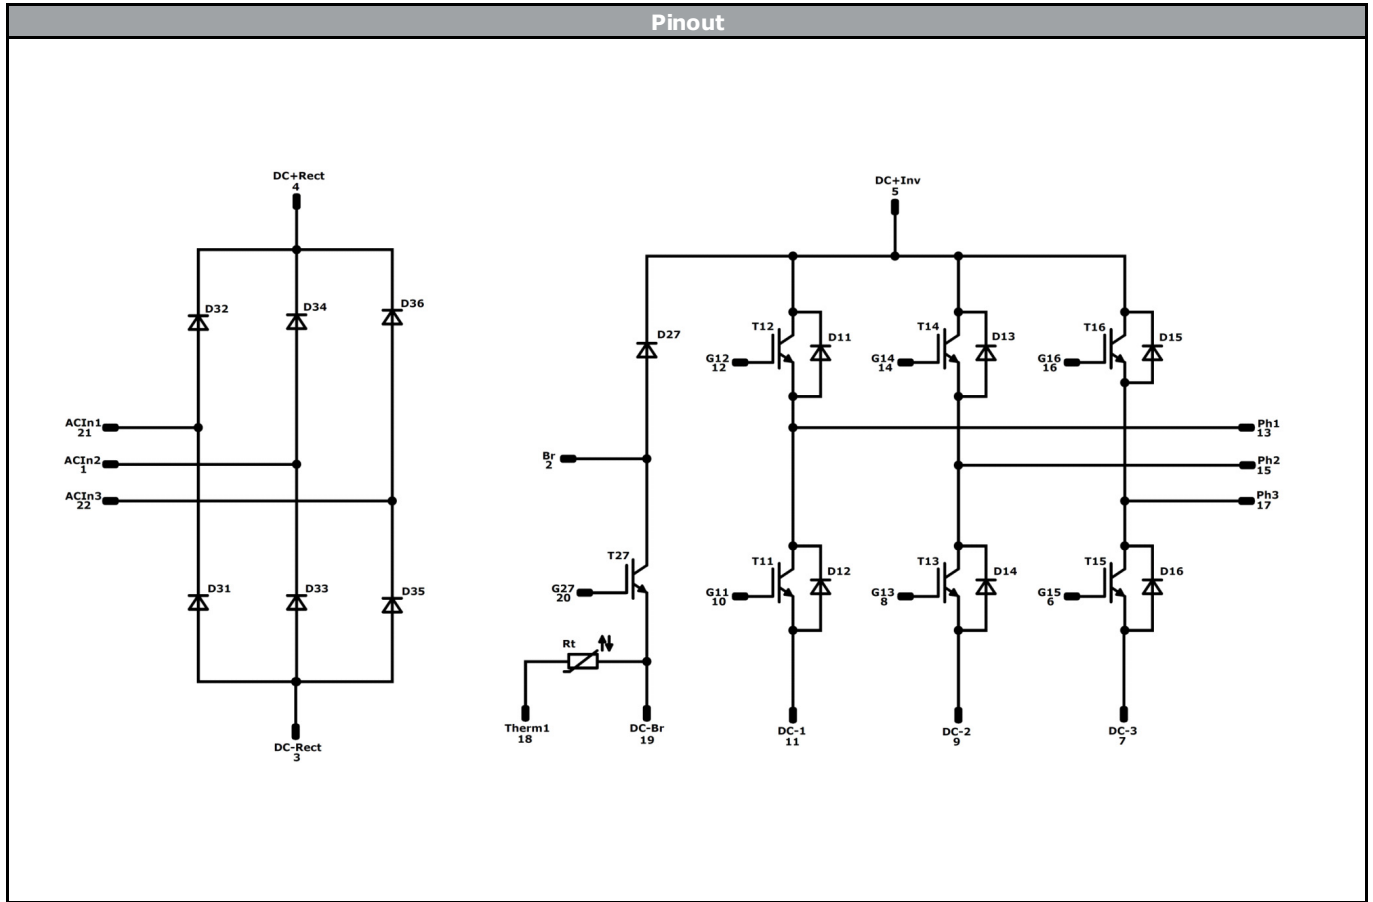 Pinout
DC+Rect
4
DC+Inv
5
D32
D34
D36
D27
T12
D11
G12
12
T14
D13
G14
14
T16
D15
G16
16
ACIn1
21
ACIn2
1
ACIn3
22
Br
2
Ph1
13
Ph2
15
Ph3
17
D31
D33
D35
T27
G27
20
T11
D12
G11
10
T13
D14
G13
8
T15
D16
G15
6
Rt
Therm1
18
DC-Br
19
DC-1
11
DC-2
9
DC-3
7
DC-Rect
3